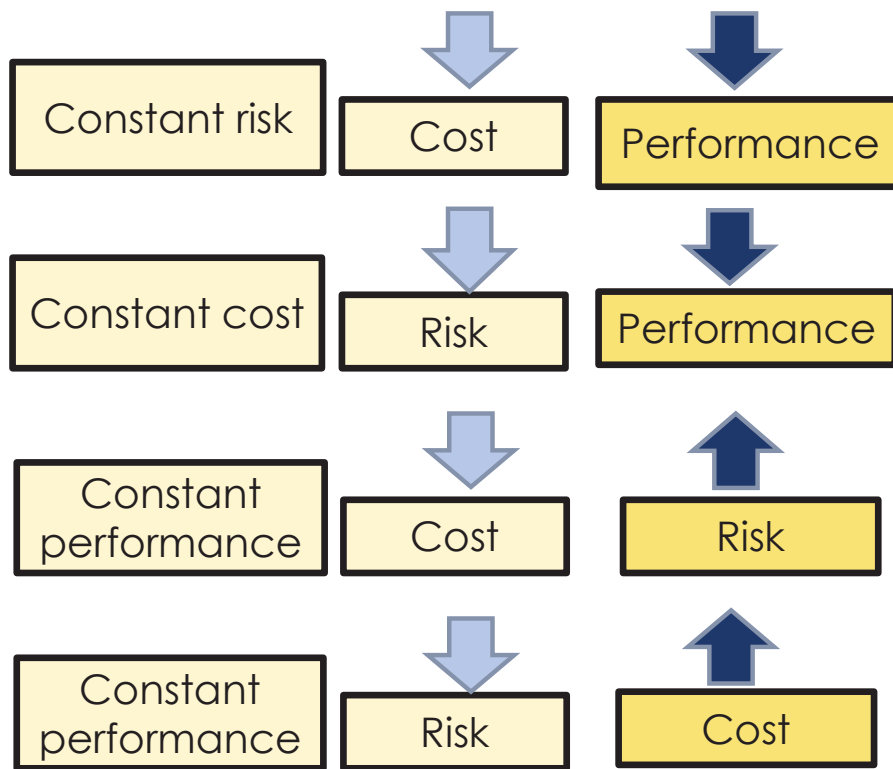 Constant risk
Cost
Performance
Constant cost
Risk
Performance
Constant
performance
Cost
Risk
Constant
performance
Risk
Cost